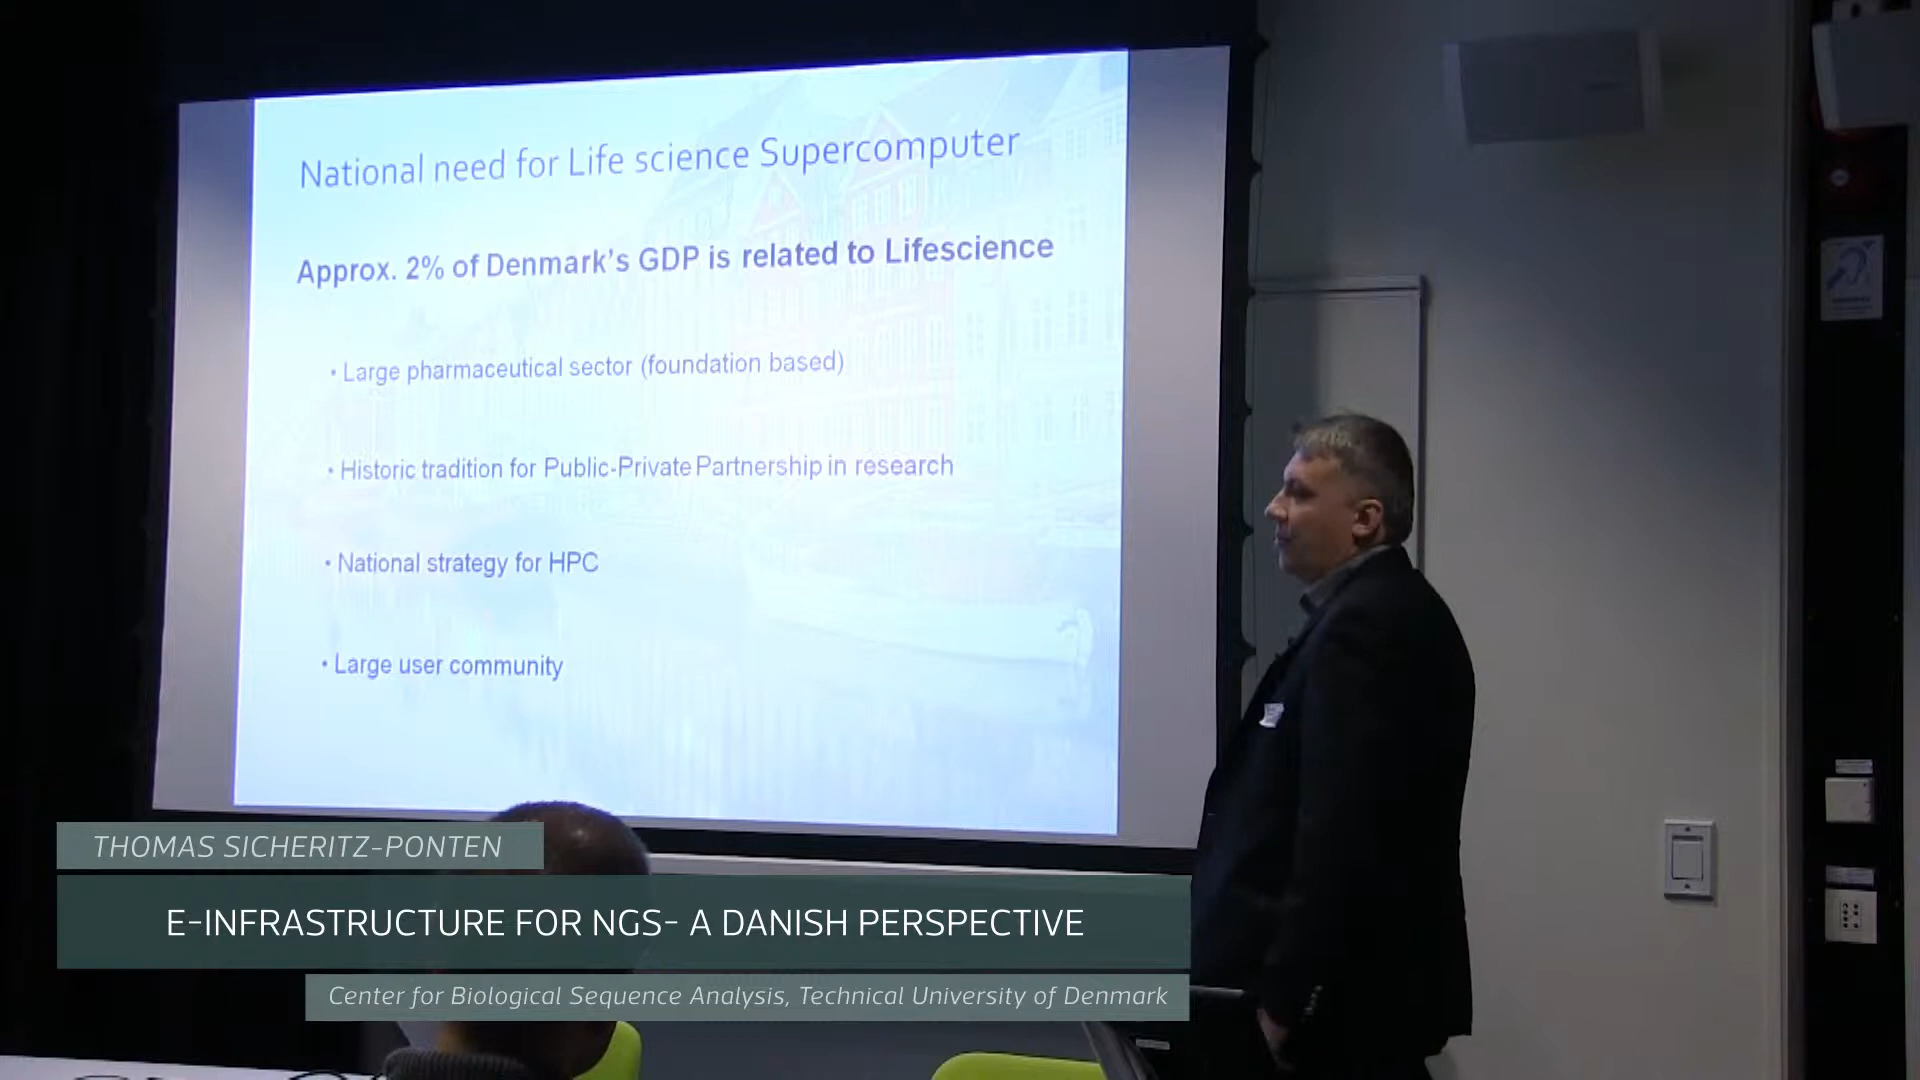 National need for Life science Supercomputer
Approx. 2% of Denmark's GDP is related to Lifescience
• Large pharmaceutical sector (foundation based)
• Historic tradition for Public-Private Partnership in research
• National strategy for HPC
• Large user community
THOMAS SICHERITZ-PONTEN
E-INFRASTRUCTURE FOR NGS- A DANISH PERSPECTIVE
Center for Biological Sequence Analysis, Technical University of Denmark